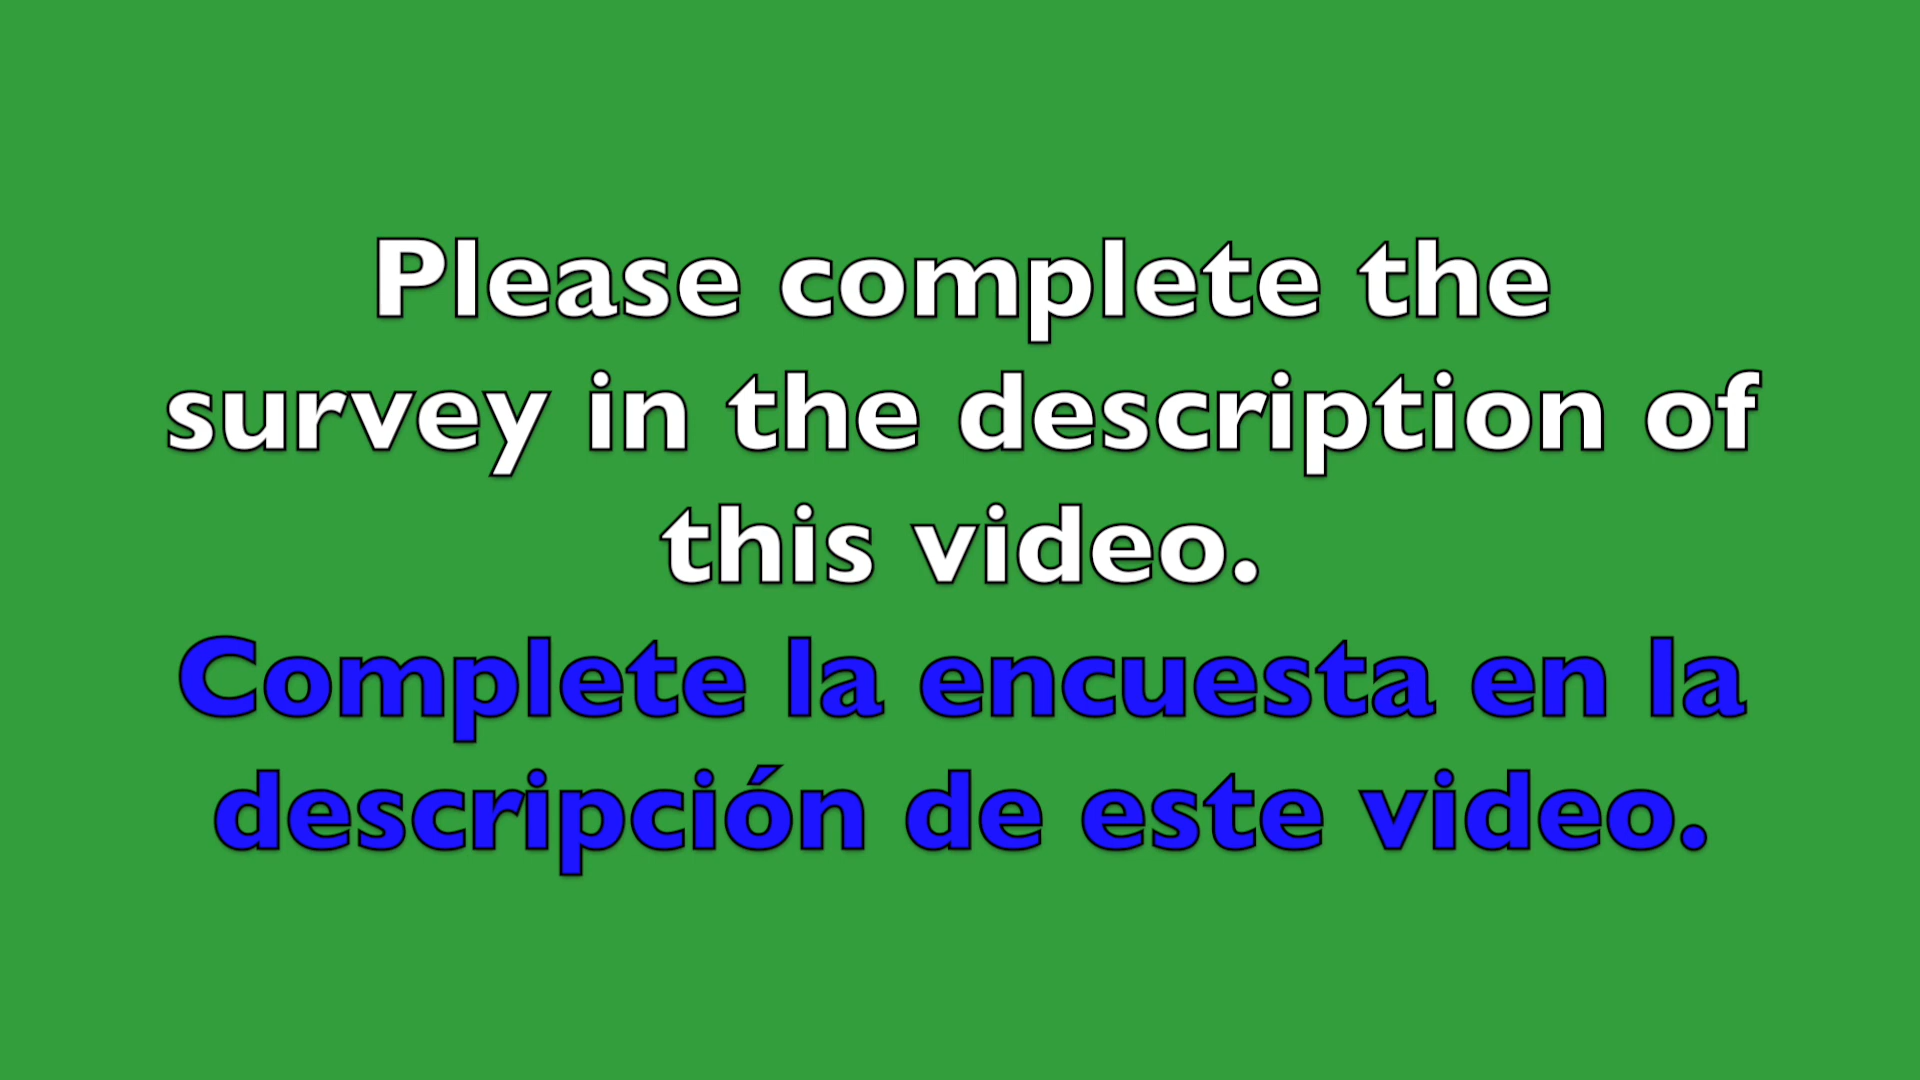 Please complete the
survey in the description of
this video.
Complete la encuesta en la
descripción de este video.